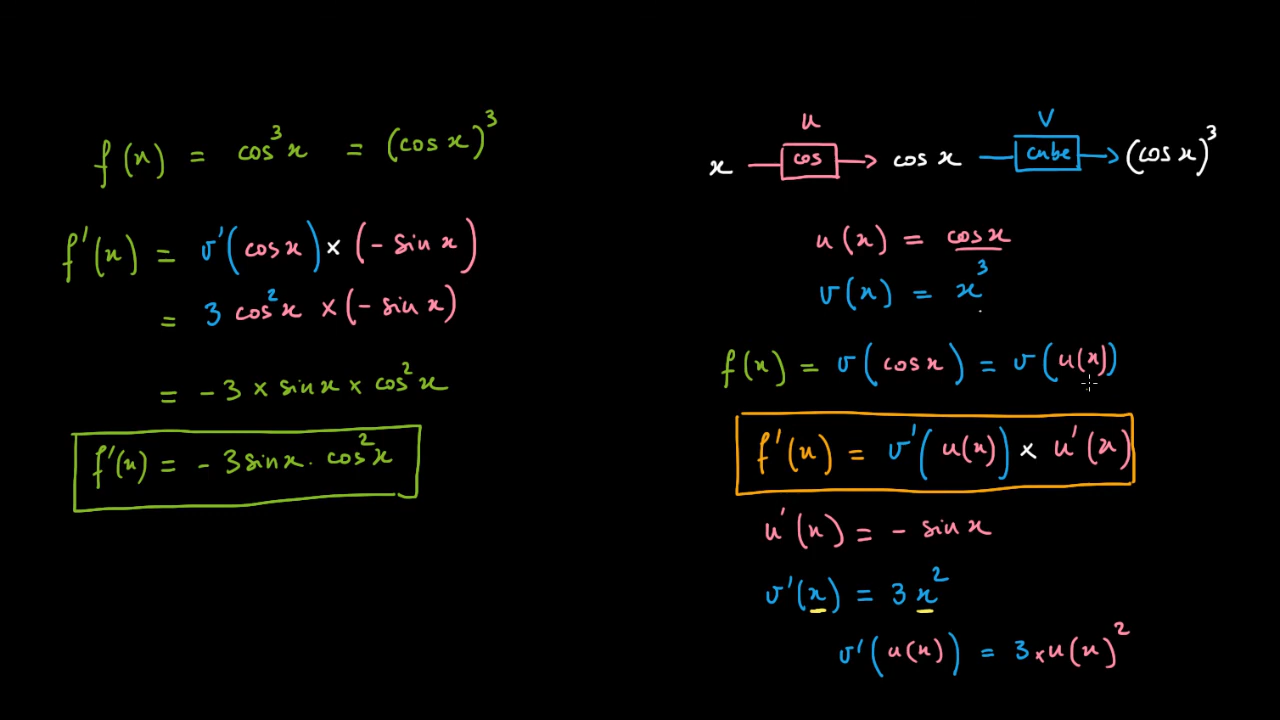 f(x) = cos³x = (cos x)³
f'(x) = v'(cos x) × (- sin x)
= 3 cos²x × (- sin x)
= - 3 × sin x × cos²x
f'(x) = - 3 sin x . cos²x
u v
x → cos → cos x → cube → (cos x)³
u(x) = cos x
v(x) = x³
f(x) = v(cos x) = v(u(x))
f'(x) = v'(u(x)) × u'(x)
u'(x) = - sin x
v'(x) = 3x²
v'(u(x)) = 3 × u(x)²